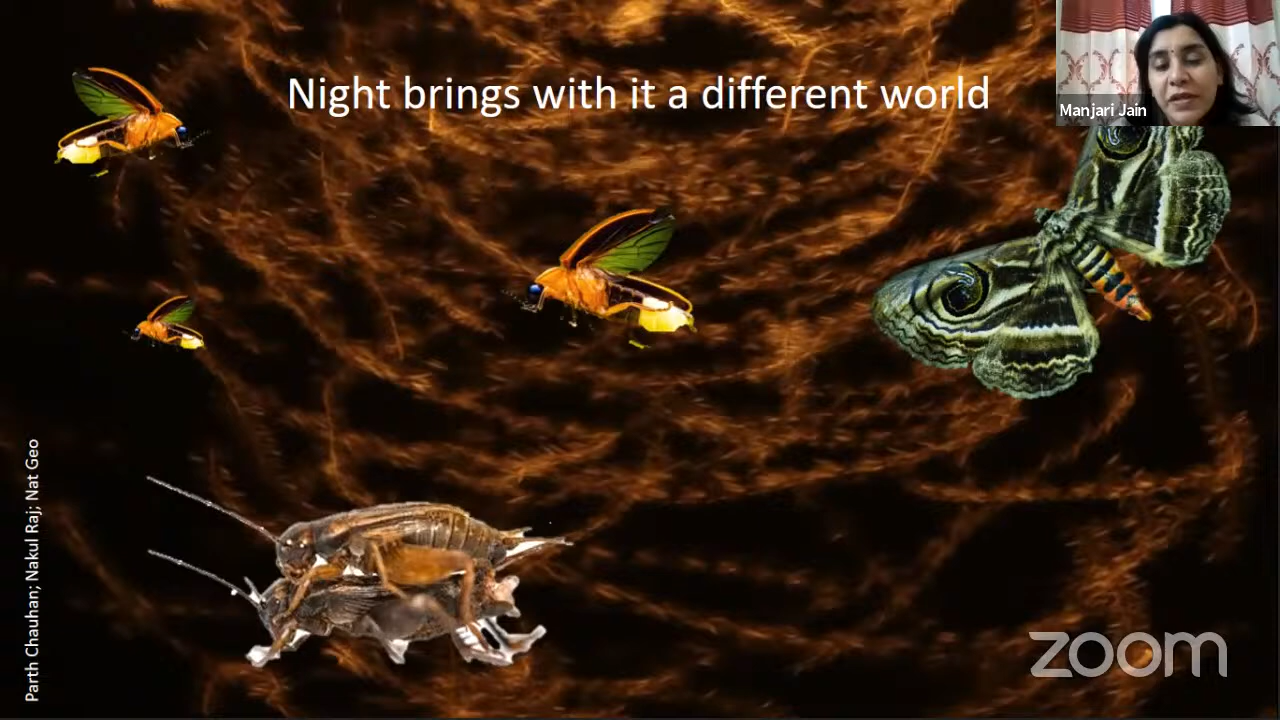 Night brings with it a different world
Manjari Jain
Parth Chauhan; Nakul Raj; Nat Geo
zoom